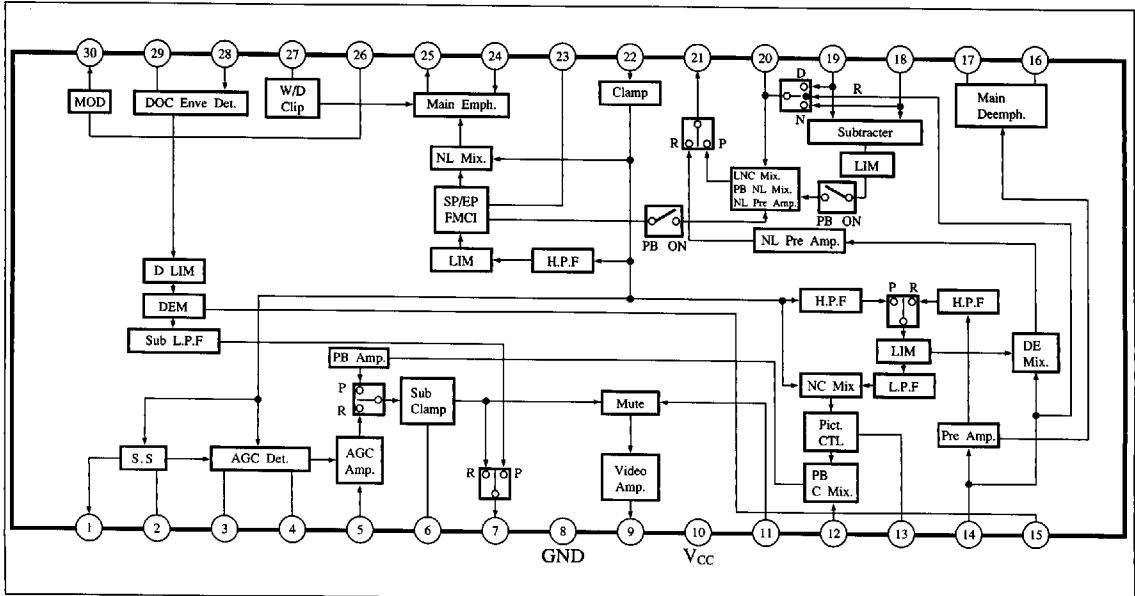 30 29 28 27 26 25 24 23 22 21 20 19 18 17 16
MOD
DOC Enve Det.
W/D
Clip
Main Emph.
Clamp
D
R
N
Main
Deemph.
Subtracter
R P
NL Mix.
LIM
LNC Mix.
PB NL Mix.
NL Pre Amp.
SP/EP
FMCI
PB ON
PB ON
NL Pre Amp.
LIM
H.P.F
D LIM
DEM
Sub L.P.F
P R
H.P.F
H.P.F
LIM
DE
Mix.
PB Amp.
P
R
Sub
Clamp
Mute
NC Mix
L.P.F
Pict.
CTL
Pre Amp.
S.S
AGC Det.
AGC
Amp.
R P
Video
Amp.
PB
C Mix.
1 2 3 4 5 6 7 8 9 10 11 12 13 14 15
GND
VCC